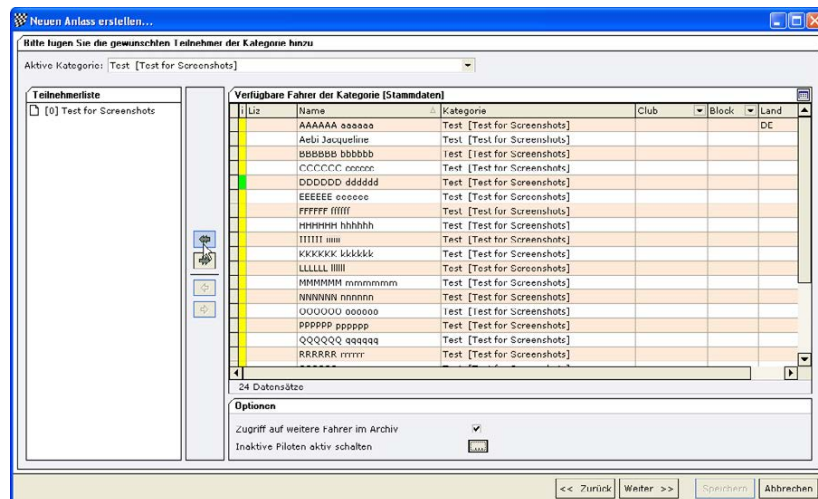 Neuen Anlass erstellen...
Bitte fugen Sie die gewunschten Teilnehmer der Kategorie hinzu
Aktive Kategorie: Test [Test for Screenshots]
Teilnehmerliste
[0] Test for Screenshots
Verfügbare Fahrer der Kategorie [Stammdaten]
i Liz Name Kategorie Club Block Land
AAAAAA aaaaaa Test [Test for Screenshots] DE
Aebi Jacqueline Test [Test for Screenshots]
BBBBBB bbbbbb Test [Test for Screenshots]
CCCCCC cccccc Test [Test for Screenshots]
DDDDDD dddddd Test [Test for Screenshots]
EEEEEE eeeeee Test [Test for Screenshots]
FFFFFF ffffff Test [Test for Screenshots]
HHHHHH hhhhhh Test [Test for Screenshots]
IIIIII iiiiii Test [Test for Screenshots]
KKKKKK kkkkkk Test [Test for Screenshots]
LLLLLL llllll Test [Test for Screenshots]
MMMMMM mmmmmm Test [Test for Screenshots]
NNNNNN nnnnnn Test [Test for Screenshots]
OOOOOO oooooo Test [Test for Screenshots]
PPPPPP pppppp Test [Test for Screenshots]
QQQQQQ qqqqqq Test [Test for Screenshots]
RRRRRR rrrrrr Test [Test for Screenshots]
24 Datensätze
Optionen
Zugriff auf weitere Fahrer im Archiv
Inaktive Piloten aktiv schalten
....
<< Zurück Weiter >> Speichern Abbrechen